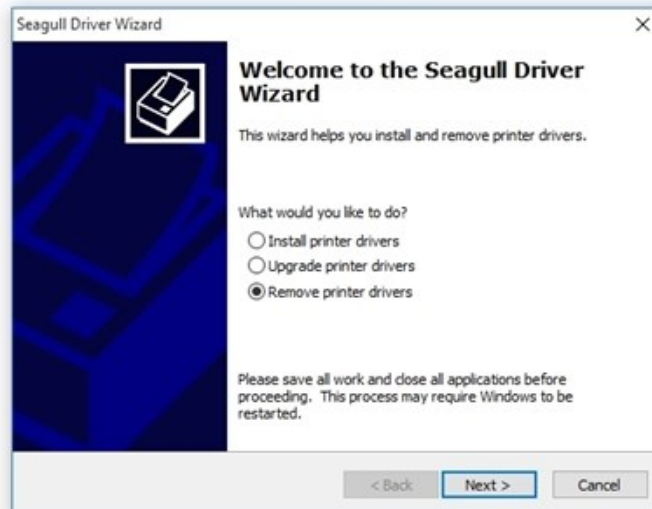 Seagull Driver Wizard
Welcome to the Seagull Driver
Wizard
This wizard helps you install and remove printer drivers.
What would you like to do?
Install printer drivers
Upgrade printer drivers
Remove printer drivers
Please save all work and close all applications before
proceeding. This process may require Windows to be
restarted.
< Back Next > Cancel